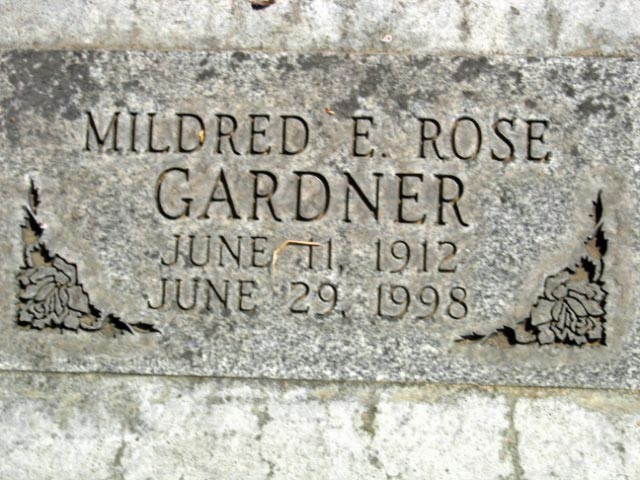 MILDRED E. ROSE
GARDNER
JUNE 11, 1912
JUNE 29, 1998